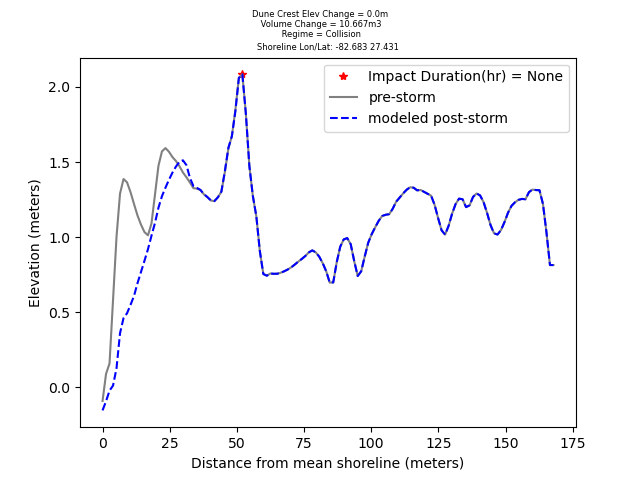 Dune Crest Elev Change = 0.0m
Volume Change = 10.667m3
Regime = Collision
Shoreline Lon/Lat: -82.683 27.431
Impact Duration(hr) = None
pre-storm
modeled post-storm
2.0
1.5
1.0
0.5
0.0
Elevation (meters)
0 25 50 75 100 125 150 175
Distance from mean shoreline (meters)